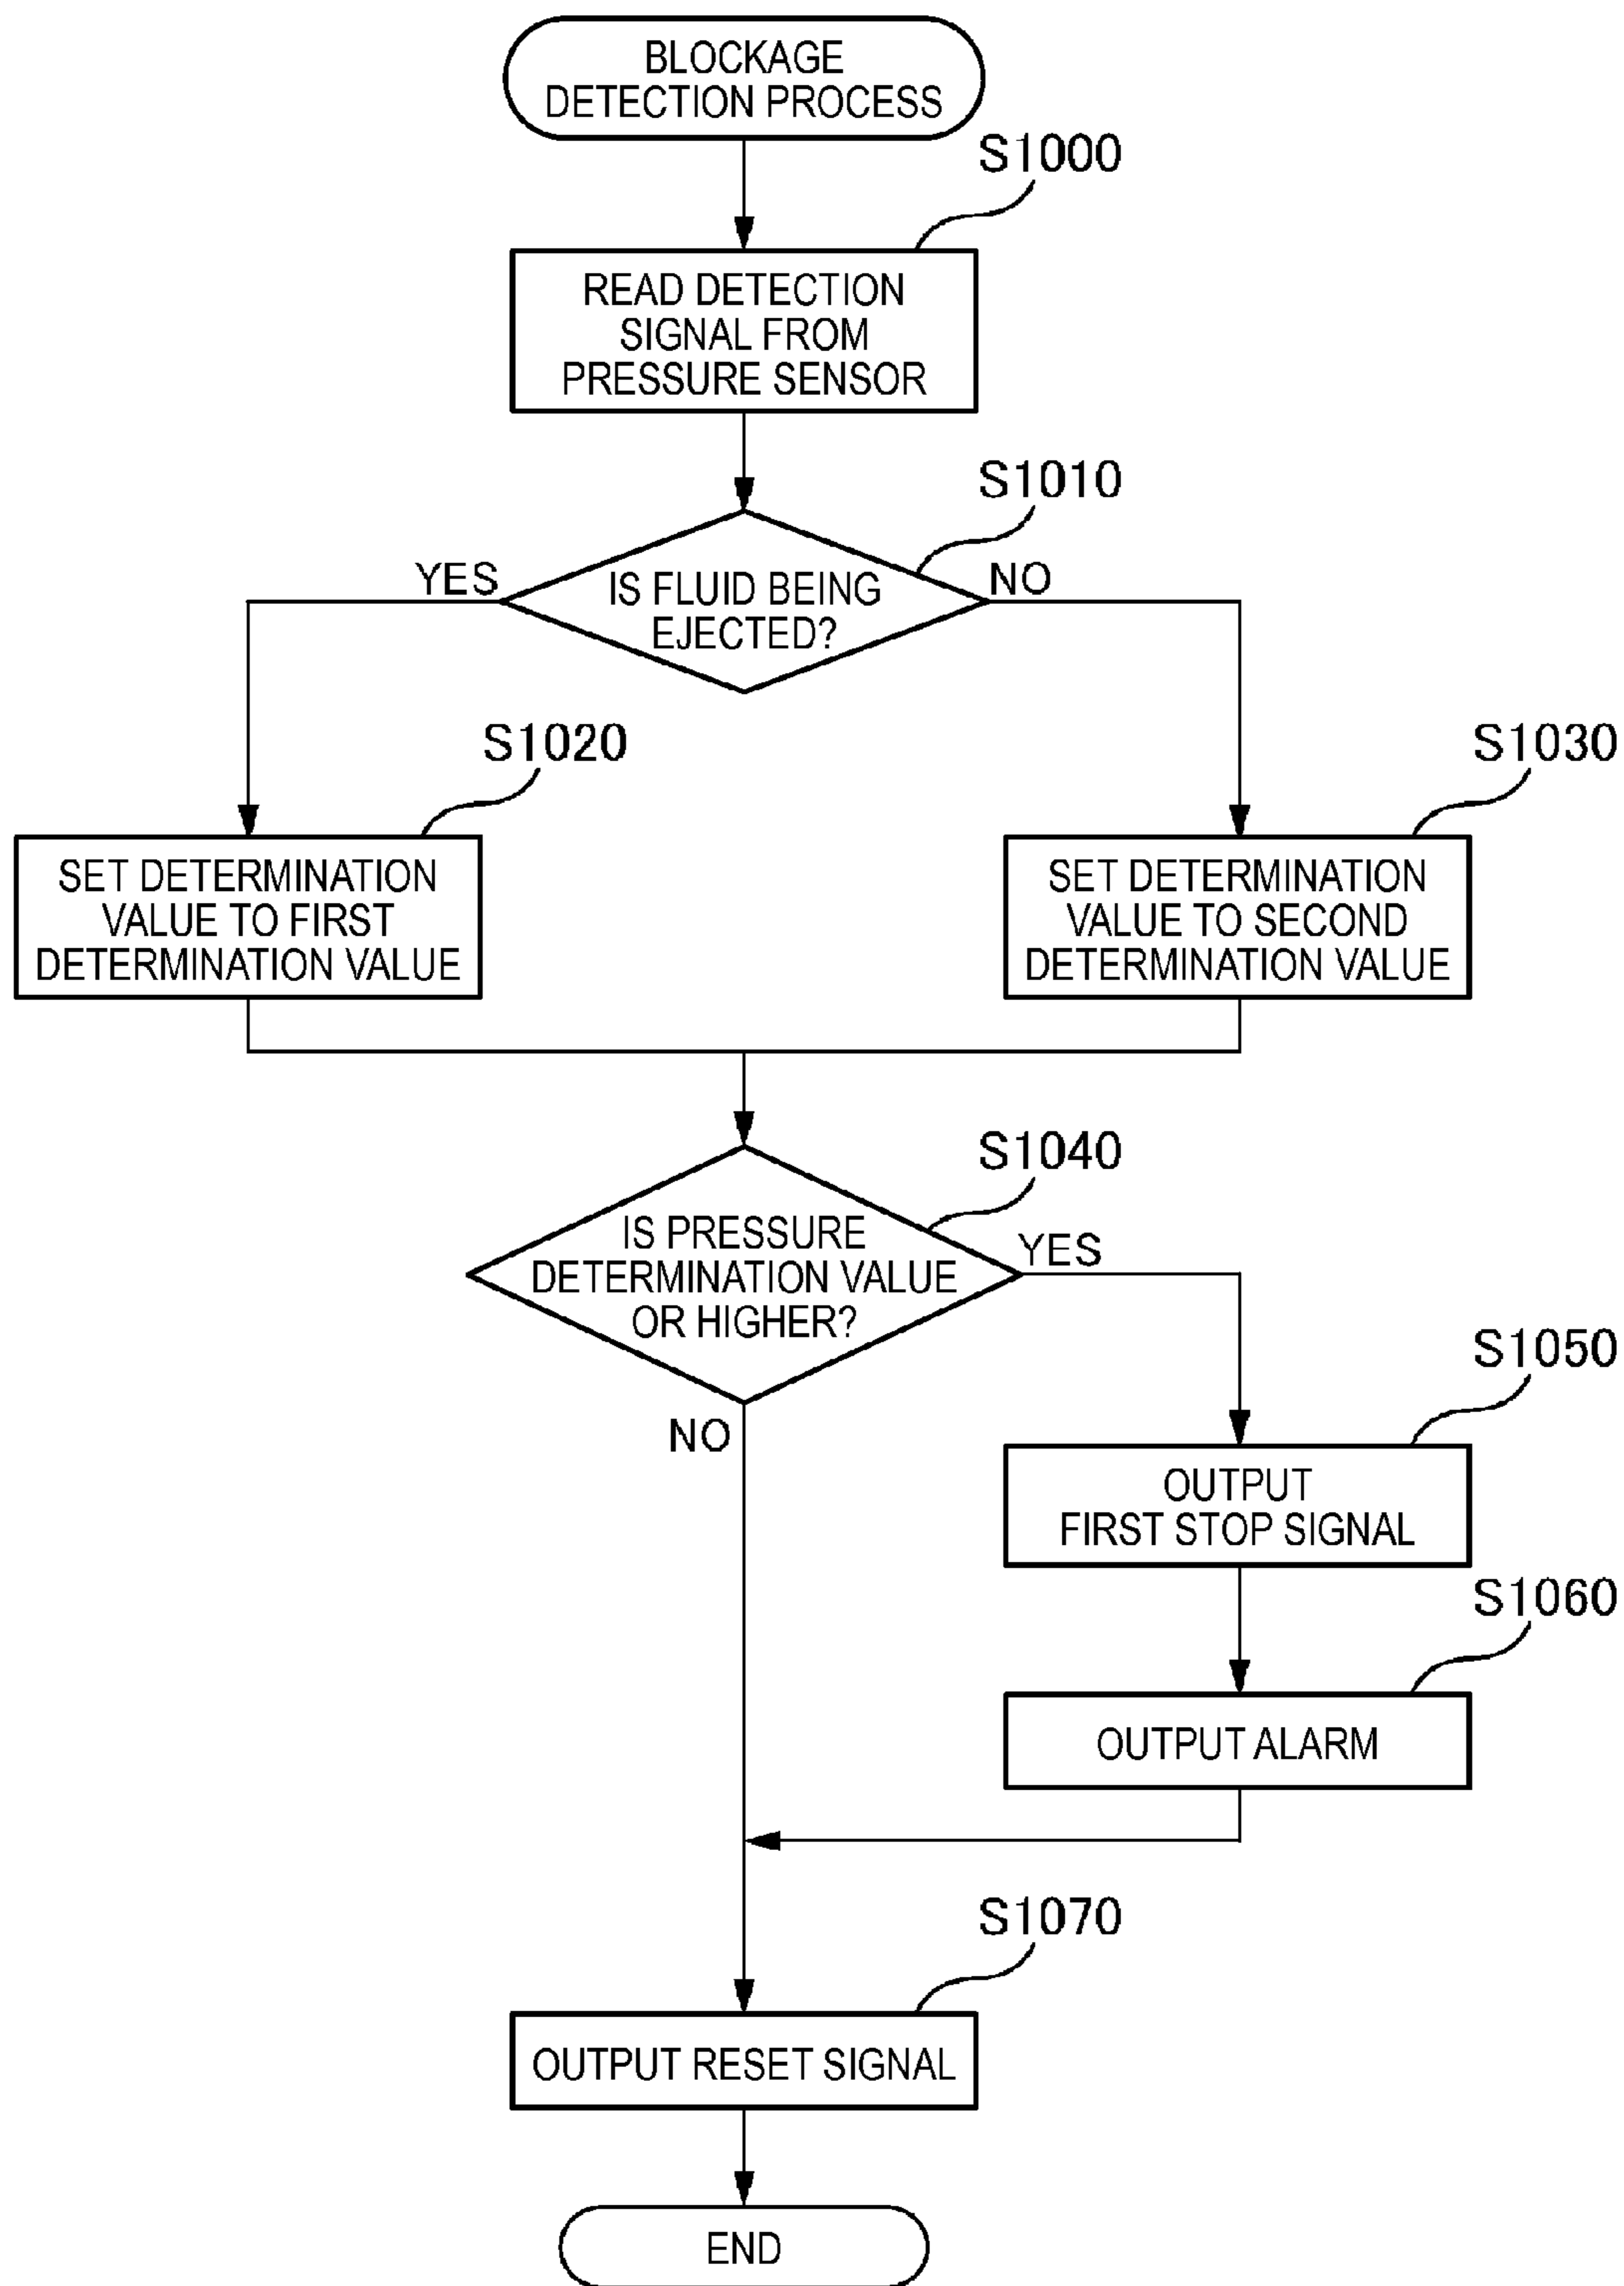 BLOCKAGE
DETECTION PROCESS
S1000
READ DETECTION
SIGNAL FROM
PRESSURE SENSOR
S1010
YES
IS FLUID BEING
EJECTED?
NO
S1020
SET DETERMINATION
VALUE TO FIRST
DETERMINATION VALUE
S1030
SET DETERMINATION
VALUE TO SECOND
DETERMINATION VALUE
S1040
IS PRESSURE
DETERMINATION VALUE
OR HIGHER?
YES
NO
S1050
OUTPUT
FIRST STOP SIGNAL
S1060
OUTPUT ALARM
S1070
OUTPUT RESET SIGNAL
END